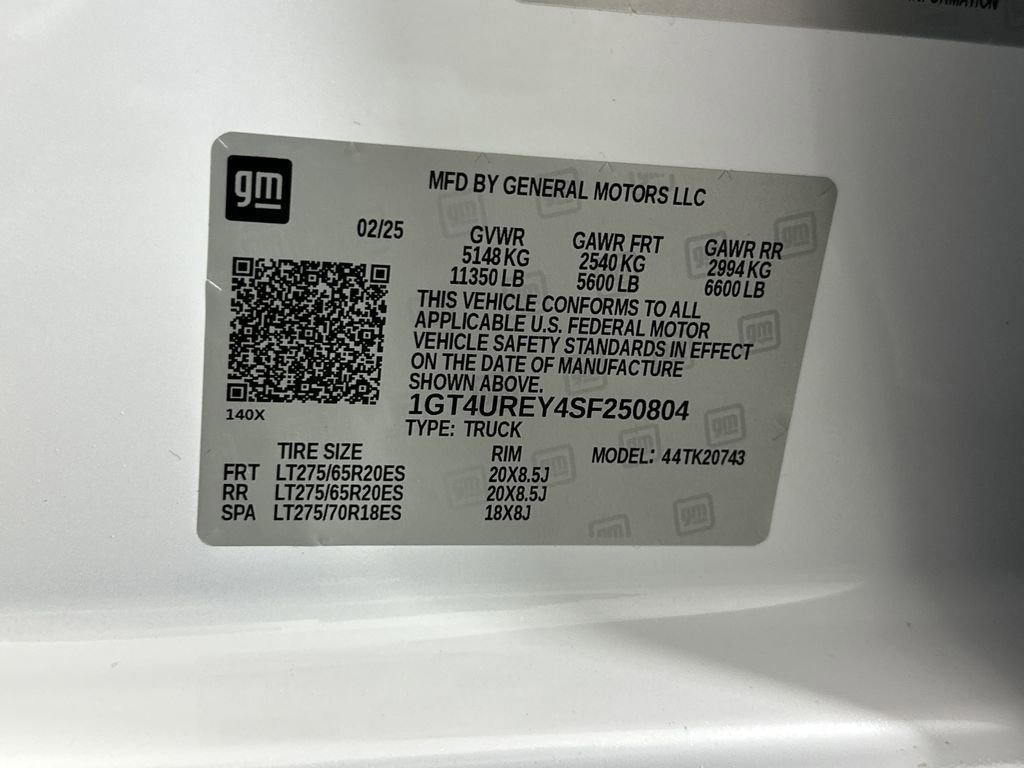 INFORMATION
gm
MFD BY GENERAL MOTORS LLC
02/25
GVWR GAWR FRT GAWR RR
5148 KG 2540 KG 2994 KG
11350 LB 5600 LB 6600 LB
THIS VEHICLE CONFORMS TO ALL
APPLICABLE U.S. FEDERAL MOTOR
VEHICLE SAFETY STANDARDS IN EFFECT
ON THE DATE OF MANUFACTURE
SHOWN ABOVE.
140X
1GT4UREY4SF250804
TYPE: TRUCK
TIRE SIZE RIM MODEL: 44TK20743
FRT LT275/65R20ES 20X8.5J
RR LT275/65R20ES 20X8.5J
SPA LT275/70R18ES 18X8J